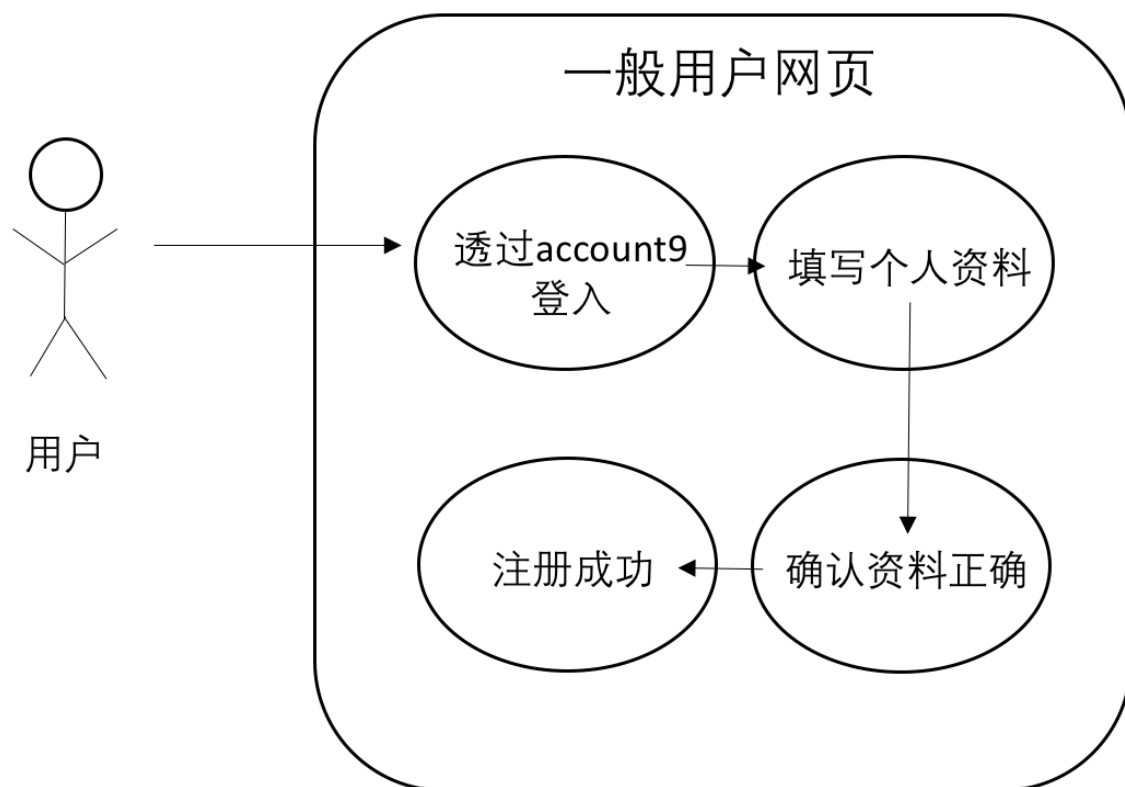 一般用户网页
透过account9
登入
填写个人资料
用户
注册成功
确认资料正确